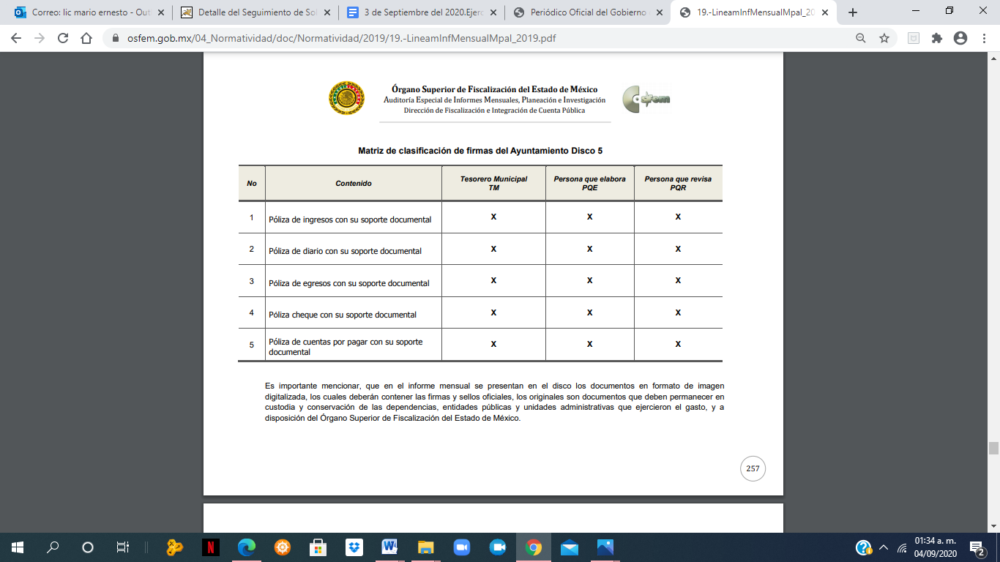 Correo: lic mario ernesto - Out
Detalle del Seguimiento de Sol
3 de Septiembre del 2020.Ejerc
Periódico Oficial del Gobierno
19.-LineamInfMensualMpal_20
osfem.gob.mx/04_Normatividad/doc/Normatividad/2019/19.-LineamInfMensualMpal_2019.pdf
Órgano Superior de Fiscalización del Estado de México
Auditoría Especial de Informes Mensuales, Planeación e Investigación
Dirección de Fiscalización e Integración de Cuenta Pública
osfem
Matriz de clasificación de firmas del Ayuntamiento Disco 5
No Contenido Tesorero Municipal TM Persona que elabora PQE Persona que revisa PQR
1 Póliza de ingresos con su soporte documental X X X
2 Póliza de diario con su soporte documental X X X
3 Póliza de egresos con su soporte documental X X X
4 Póliza cheque con su soporte documental X X X
5 Póliza de cuentas por pagar con su soporte documental X X X
Es importante mencionar, que en el informe mensual se presentan en el disco los documentos en formato de imagen
digitalizada, los cuales deberán contener las firmas y sellos oficiales, los originales son documentos que deben permanecer en
custodia y conservación de las dependencias, entidades públicas y unidades administrativas que ejercieron el gasto, y a
disposición del Órgano Superior de Fiscalización del Estado de México.
257
01:34 a. m.
04/09/2020
2